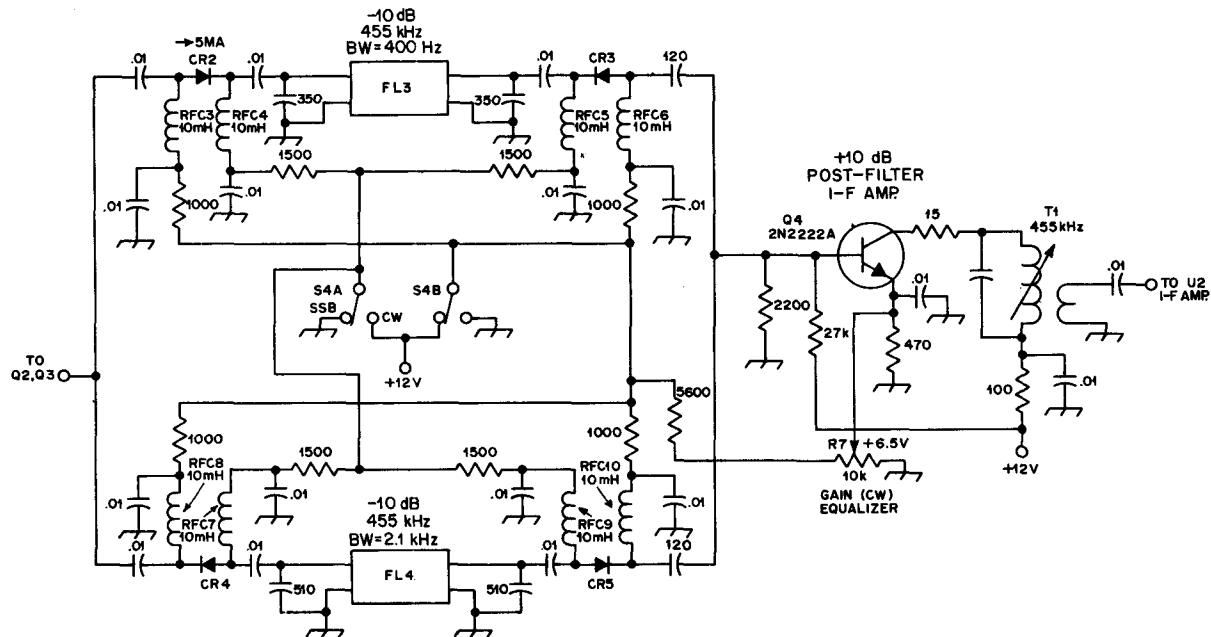 -10 dB
455 kHz
BW=400 Hz
→5MA
.01
CR2
.01
.01
CR3
120
FL3
350
350
RFC3
10mH
RFC4
10mH
RFC5
10mH
RFC6
10mH
1500
1500
.01
1000
.01
.01
1000
.01
+10 dB
POST-FILTER
I-F AMP.
Q4
2N2222A
15
T1
455kHz
.01
TO U2
I-F AMP.
.01
S4A
S4B
SSB
CW
+12V
2200
27k
470
.01
100
+12V
TO
Q2,Q3
5600
R7
+6.5V
10k
GAIN (CW)
EQUALIZER
1000
1000
RFC8
10mH
1500
1500
RFC10
10mH
.01
.01
.01
.01
RFC7
10mH
RFC9
10mH
-10 dB
455 kHz
BW=2.1 kHz
.01
CR4
.01
.01
CR5
120
FL4
510
510